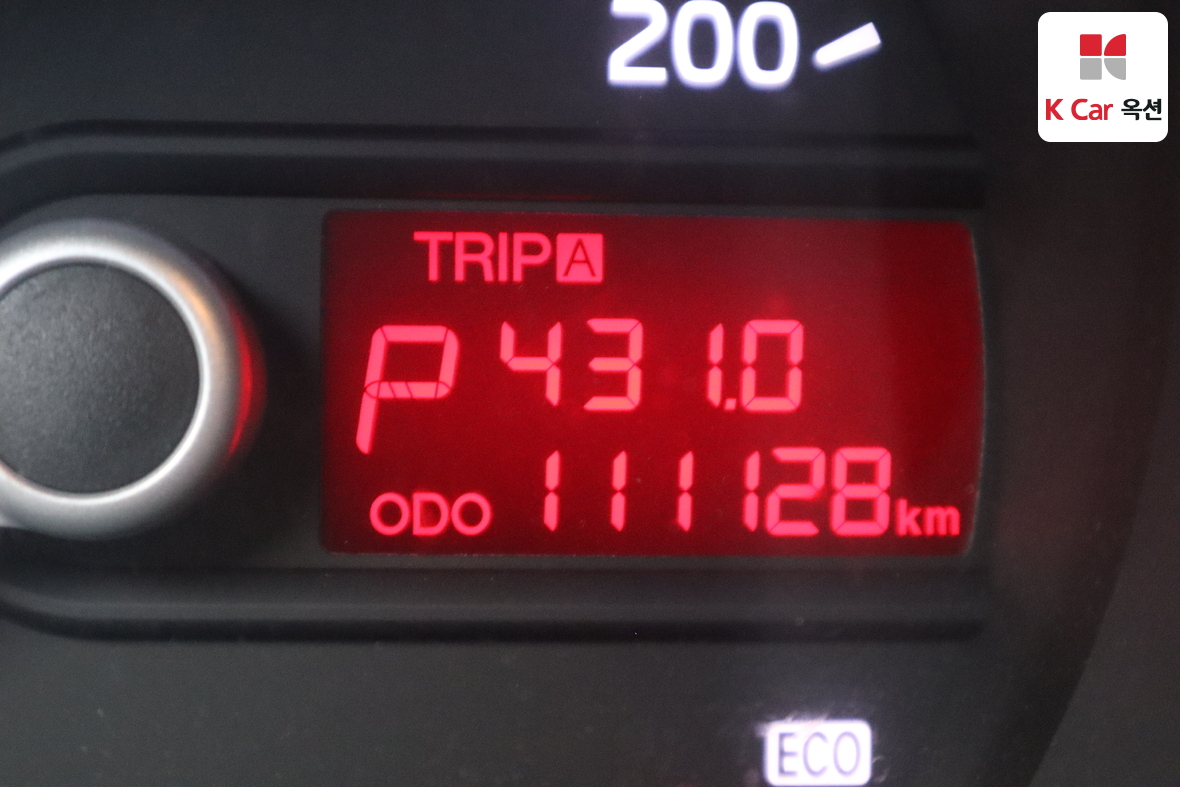 200
K Car 옥션
TRIP A
P 431.0
ODO 111128 km
ECO